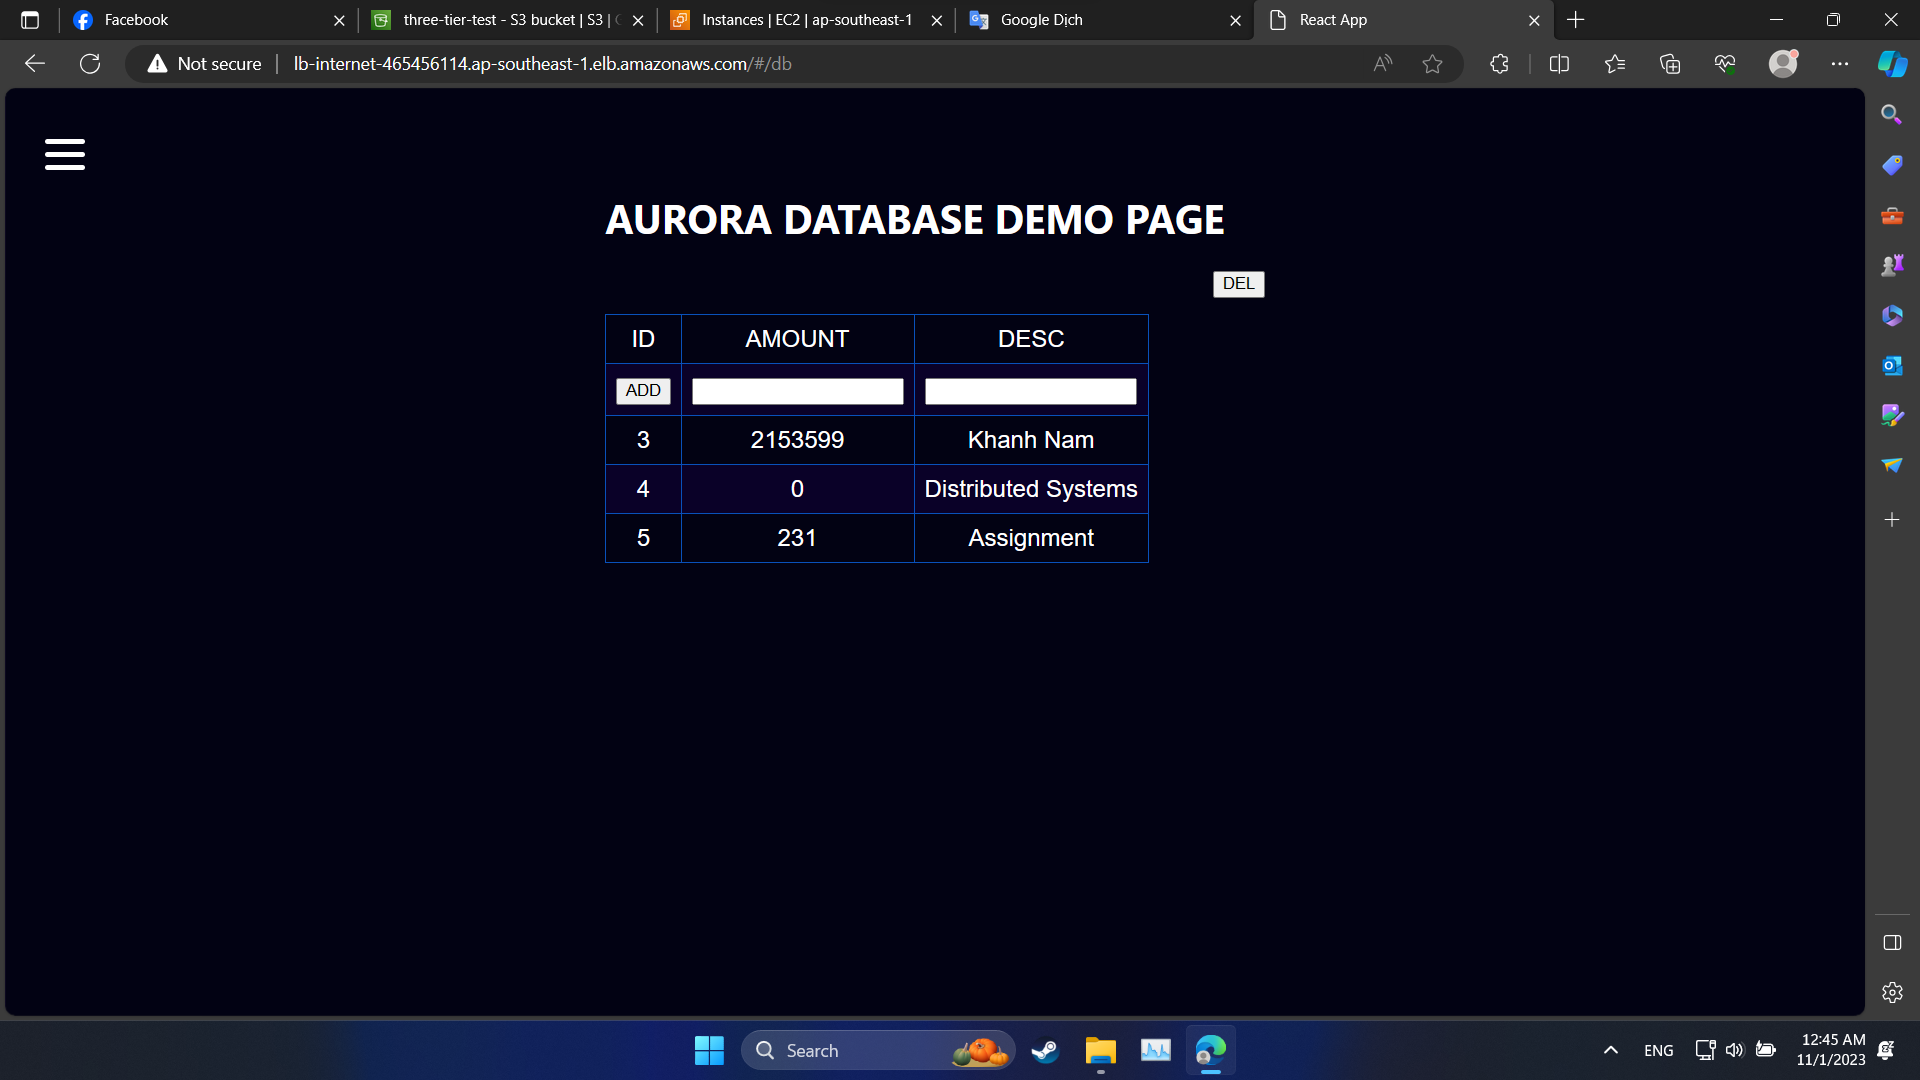 Facebook
three-tier-test - S3 bucket | S3 |
Instances | EC2 | ap-southeast-1
Google Dịch
React App
Not secure
lb-internet-465456114.ap-southeast-1.elb.amazonaws.com/#/db
AURORA DATABASE DEMO PAGE
DEL
ID AMOUNT DESC
ADD
3 2153599 Khanh Nam
4 0 Distributed Systems
5 231 Assignment
Search
ENG
12:45 AM
11/1/2023